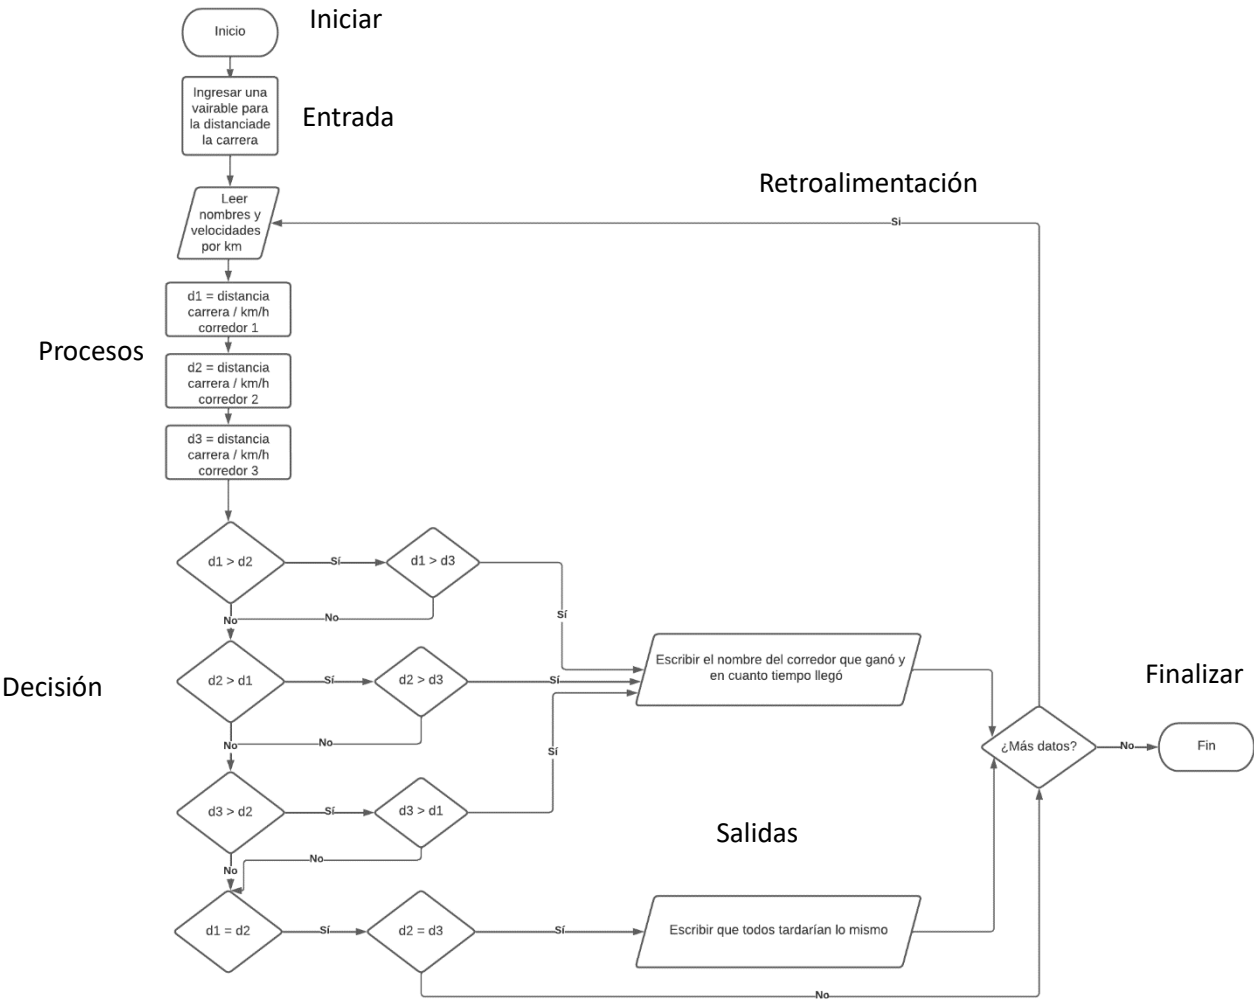 Inicio
Iniciar
Ingresar una
vairable para
la distanciade
la carrera
Entrada
Retroalimentación
Leer
nombres y
velocidades
por km
Si
d1 = distancia
carrera / km/h
corredor 1
Procesos
d2 = distancia
carrera / km/h
corredor 2
d3 = distancia
carrera / km/h
corredor 3
d1 > d2
Sí
d1 > d3
Sí
No
No
d2 > d1
Sí
d2 > d3
Sí
Escribir el nombre del corredor que ganó y
en cuanto tiempo llegó
Decisión
Finalizar
No
No
Sí
¿Más datos?
No
Fin
d3 > d2
Sí
d3 > d1
Salidas
No
No
d1 = d2
Sí
d2 = d3
Sí
Escribir que todos tardarían lo mismo
No